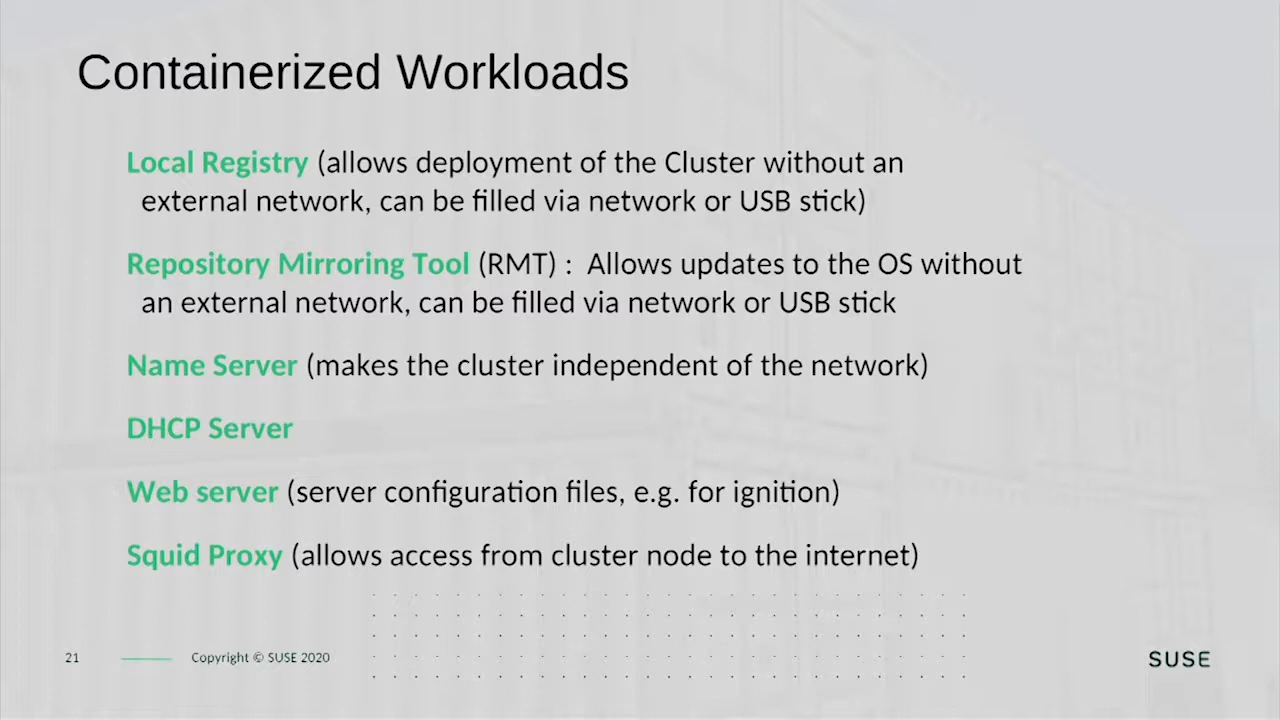 Containerized Workloads
Local Registry (allows deployment of the Cluster without an
external network, can be filled via network or USB stick)
Repository Mirroring Tool (RMT) : Allows updates to the OS without
an external network, can be filled via network or USB stick
Name Server (makes the cluster independent of the network)
DHCP Server
Web server (server configuration files, e.g. for ignition)
Squid Proxy (allows access from cluster node to the internet)
21 Copyright © SUSE 2020 SUSE